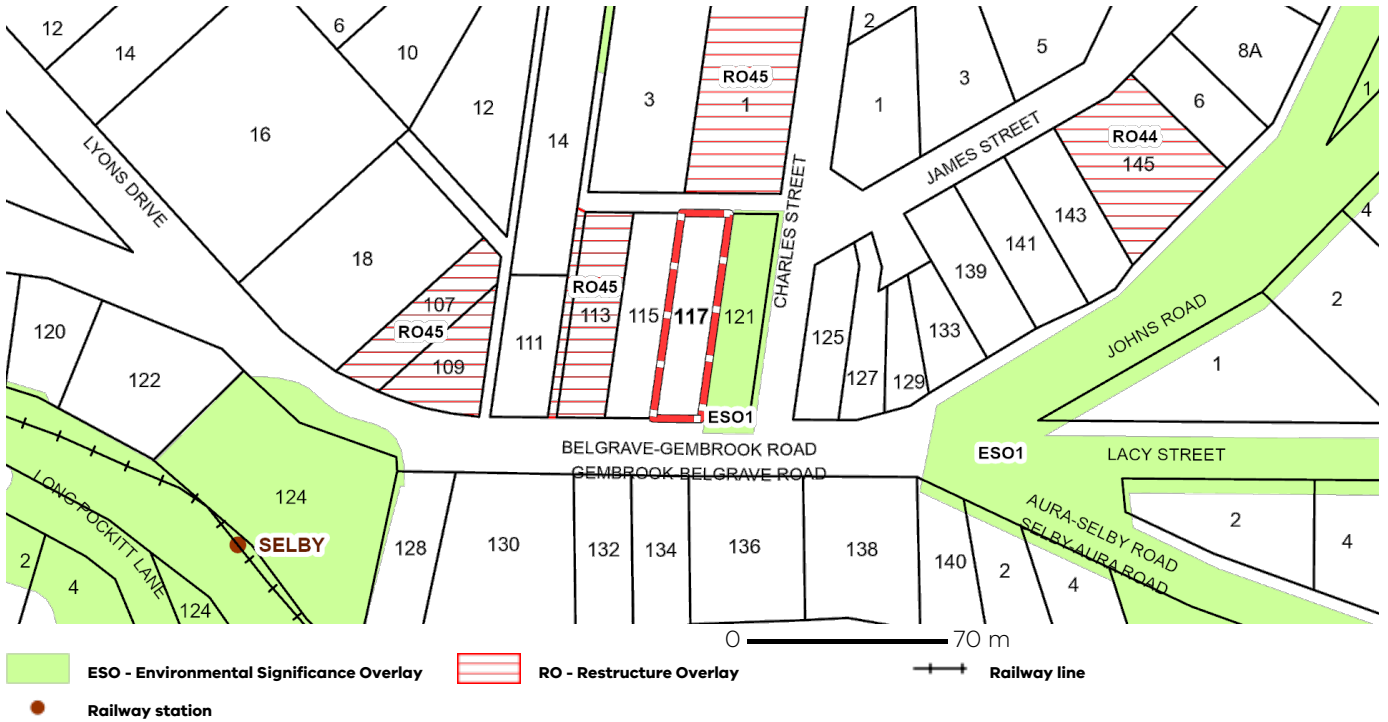 12
14
6
10
12
16
LYONS DRIVE
18
14
3
RO45
1
2
1
3
5
8A
6
1
JAMES STREET
RO44
145
143
141
139
4
CHARLES STREET
107
RO45
109
111
RO45
113
115
117
121
125
127
129
133
JOHNS ROAD
2
1
120
122
ESO1
BELGRAVE-GEMBROOK ROAD
GEMBROOK-BELGRAVE ROAD
ESO1
LACY STREET
124
LONG POCKITT LANE
SELBY
2
4
124
128
130
132
134
136
138
140
2
4
AURA-SELBY ROAD
SELBY-AURA ROAD
2
4
0 70 m
ESO - Environmental Significance Overlay
RO - Restructure Overlay
Railway line
Railway station